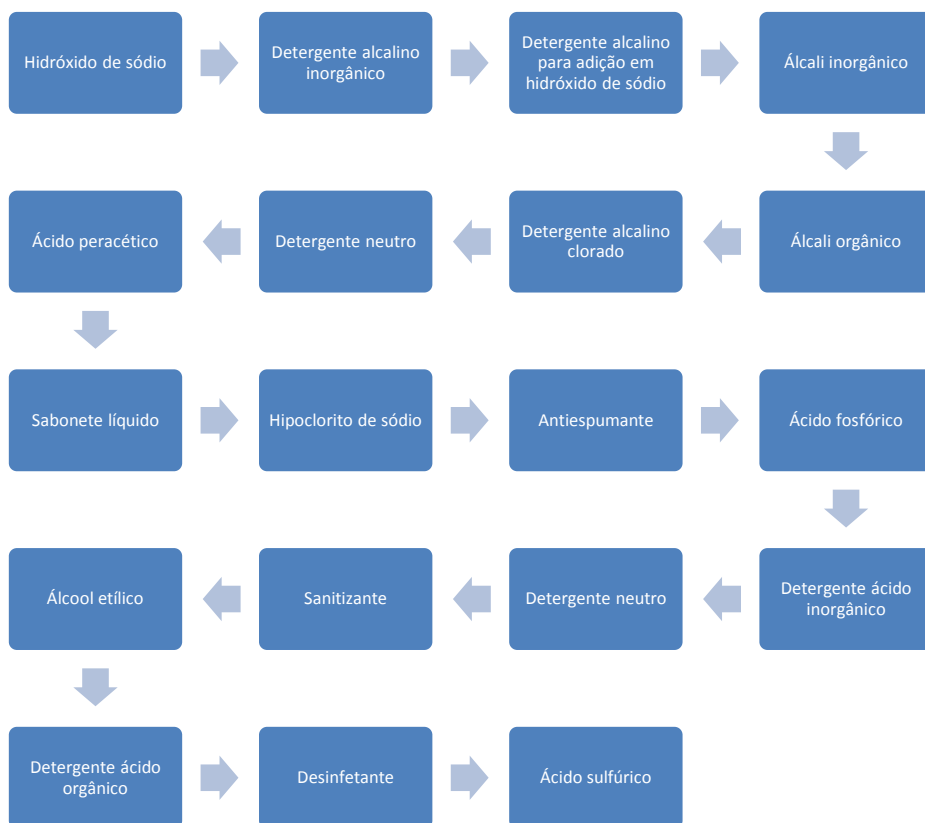 Hidróxido de sódio
Detergente alcalino
inorgânico
Detergente alcalino
para adição em
hidróxido de sódio
Álcali inorgânico
Álcali orgânico
Detergente alcalino
clorado
Detergente neutro
Ácido peracético
Sabonete líquido
Hipoclorito de sódio
Antiespumante
Ácido fosfórico
Detergente ácido
inorgânico
Detergente neutro
Sanitizante
Álcool etílico
Detergente ácido
orgânico
Desinfetante
Ácido sulfúrico